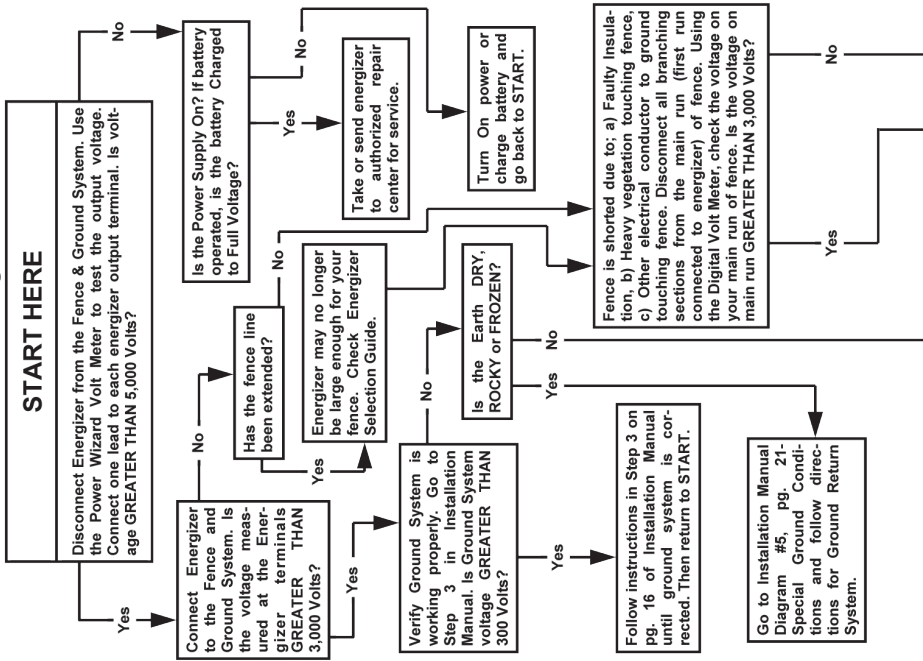 START HERE
Disconnect Energizer from the Fence & Ground System. Use
the Power Wizard Volt Meter to test the output voltage.
Connect one lead to each energizer output terminal. Is volt-
age GREATER THAN 5,000 Volts?
Yes
No
Connect Energizer
to the Fence and
Ground System. Is
the voltage meas-
ured at the Ener-
gizer terminals
GREATER THAN
3,000 Volts?
No
Yes
Has the fence line
been extended?
Yes
No
Is the Power Supply On? If battery
operated, is the battery Charged
to Full Voltage?
Yes
No
Energizer may no longer
be large enough for your
fence. Check Energizer
Selection Guide.
Take or send energizer
to authorized repair
center for service.
Verify Ground System is
working properly. Go to
Step 3 in Installation
Manual. Is Ground System
voltage GREATER THAN
300 Volts?
No
Yes
Is the Earth DRY,
ROCKY or FROZEN?
Yes
No
Turn On power or
charge battery and
go back to START.
Follow instructions in Step 3 on
pg. 16 of Installation Manual
until ground system is cor-
rected. Then return to START.
Fence is shorted due to; a) Faulty Insula-
tion, b) Heavy vegetation touching fence,
c) Other electrical conductor to ground
touching fence. Disconnect all branching
sections from the main run (first run
connected to energizer) of fence. Using
the Digital Volt Meter, check the voltage on
your main run of fence. Is the voltage on
main run GREATER THAN 3,000 Volts?
Yes
No
Go to Installation Manual
Diagram #5, pg. 21-
Special Ground Condi-
tions and follow direc-
tions for Ground Return
System.